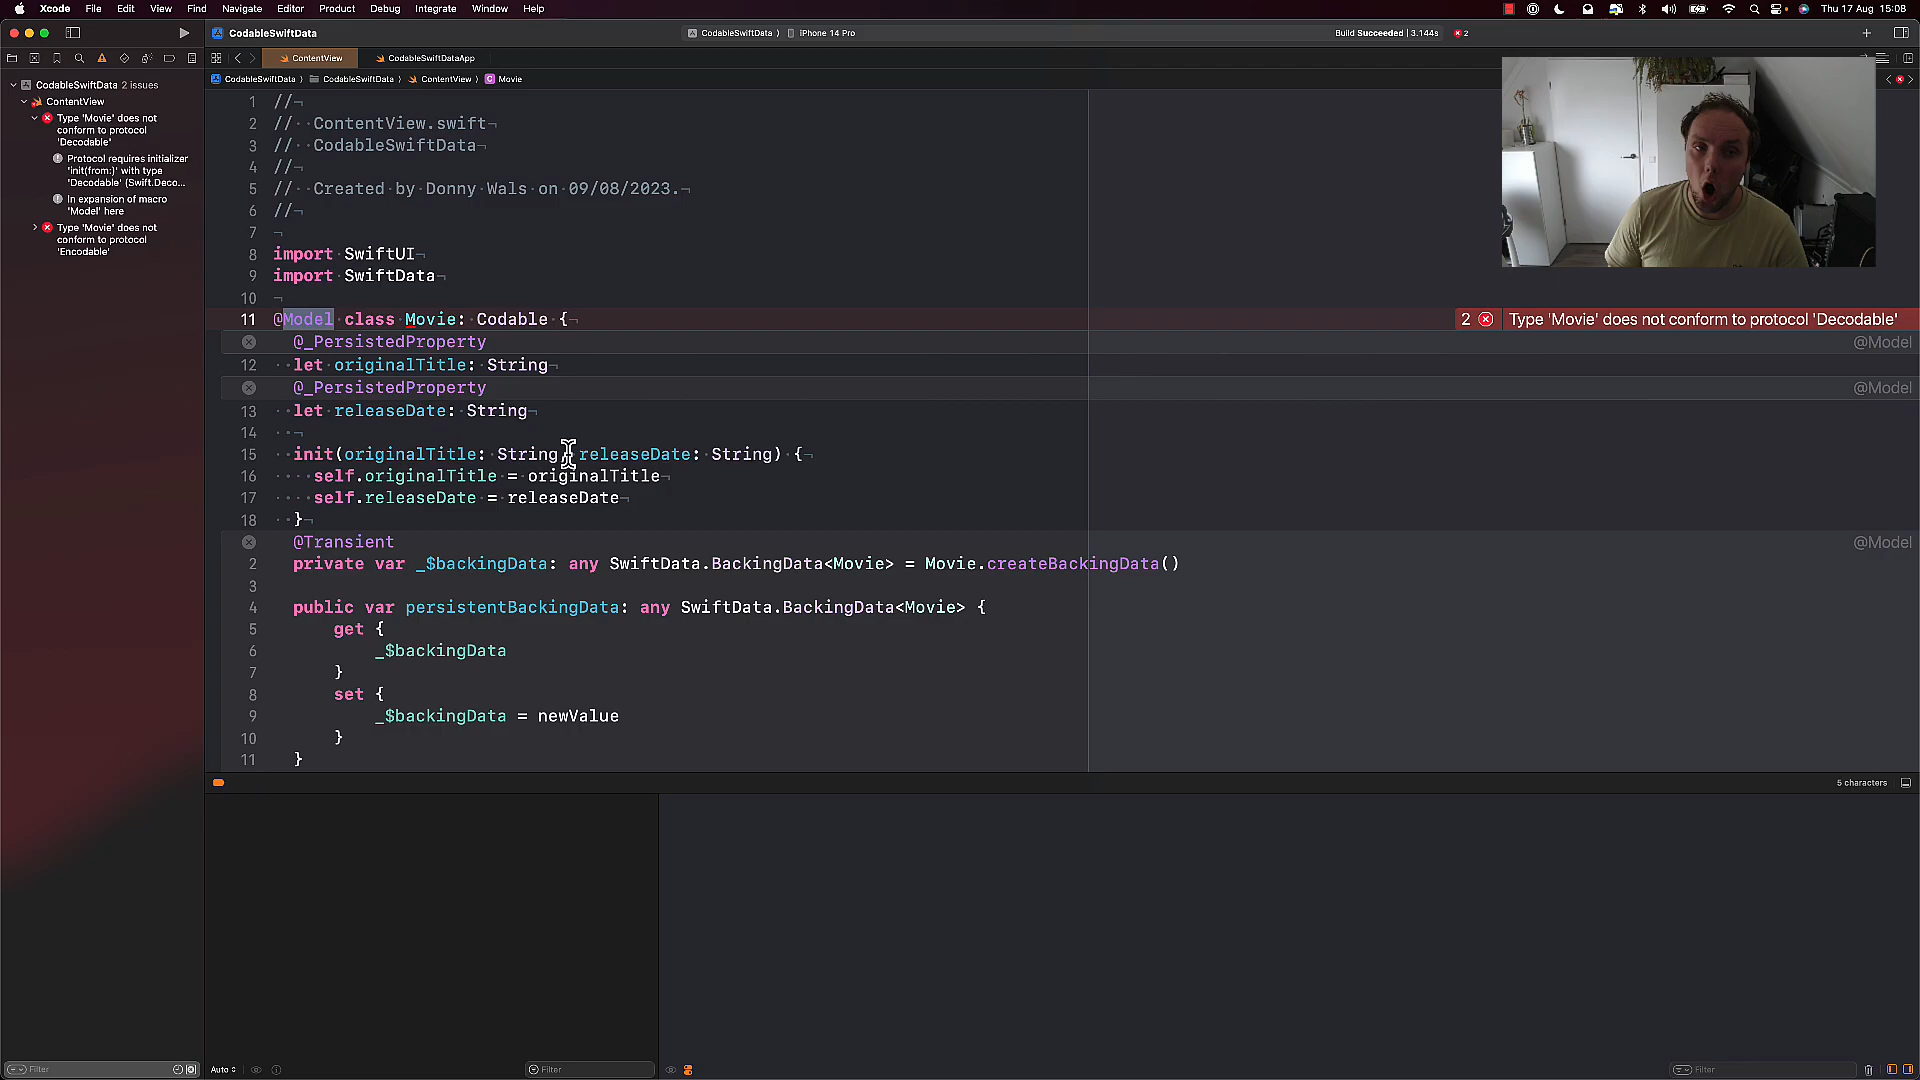 Xcode File Edit View Find Navigate Editor Product Debug Integrate Window Help
Thu 17 Aug 15:08
CodableSwiftData
CodableSwiftData 〉 iPhone 14 Pro
Build Succeeded | 3.144s
2
ContentView
CodableSwiftDataApp
CodableSwiftData 〉 CodableSwiftData 〉 ContentView 〉 Movie
CodableSwiftData 2 issues
ContentView
Type 'Movie' does not
conform to protocol
'Decodable'
Protocol requires initializer
'init(from:)' with type
'Decodable' (Swift.Deco...
In expansion of macro
'Model' here
Type 'Movie' does not
conform to protocol
'Encodable'
1 //
2 // ContentView.swift
3 // CodableSwiftData
4 //
5 // Created by Donny Wals on 09/08/2023.
6 //
7
8 import SwiftUI
9 import SwiftData
10
11 @Model class Movie: Codable {
2 Type 'Movie' does not conform to protocol 'Decodable'
@_PersistedProperty
@Model
12 let originalTitle: String
@_PersistedProperty
@Model
13 let releaseDate: String
14
15 init(originalTitle: String releaseDate: String) {
16 self.originalTitle = originalTitle
17 self.releaseDate = releaseDate
18 }
@Transient
@Model
2 private var _$backingData: any SwiftData.BackingData<Movie> = Movie.createBackingData()
3
4 public var persistentBackingData: any SwiftData.BackingData<Movie> {
5 get {
6 _$backingData
7 }
8 set {
9 _$backingData = newValue
10 }
11 }
5 characters
Filter
Auto
Filter
Filter